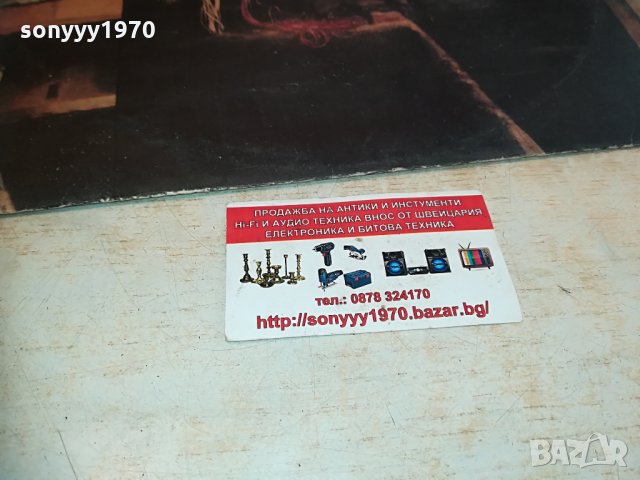 sonyyy1970
ПРОДАЖБА НА АНТИКИ И ИНСТУМЕНТИ
Hi-Fi И АУДИО ТЕХНИКА ВНОС ОТ ШВЕЙЦАРИЯ
ЕЛЕКТРОНИКА И БИТОВА ТЕХНИКА
тел.: 0878 324170
http://sonyyy1970.bazar.bg/
BAZAR